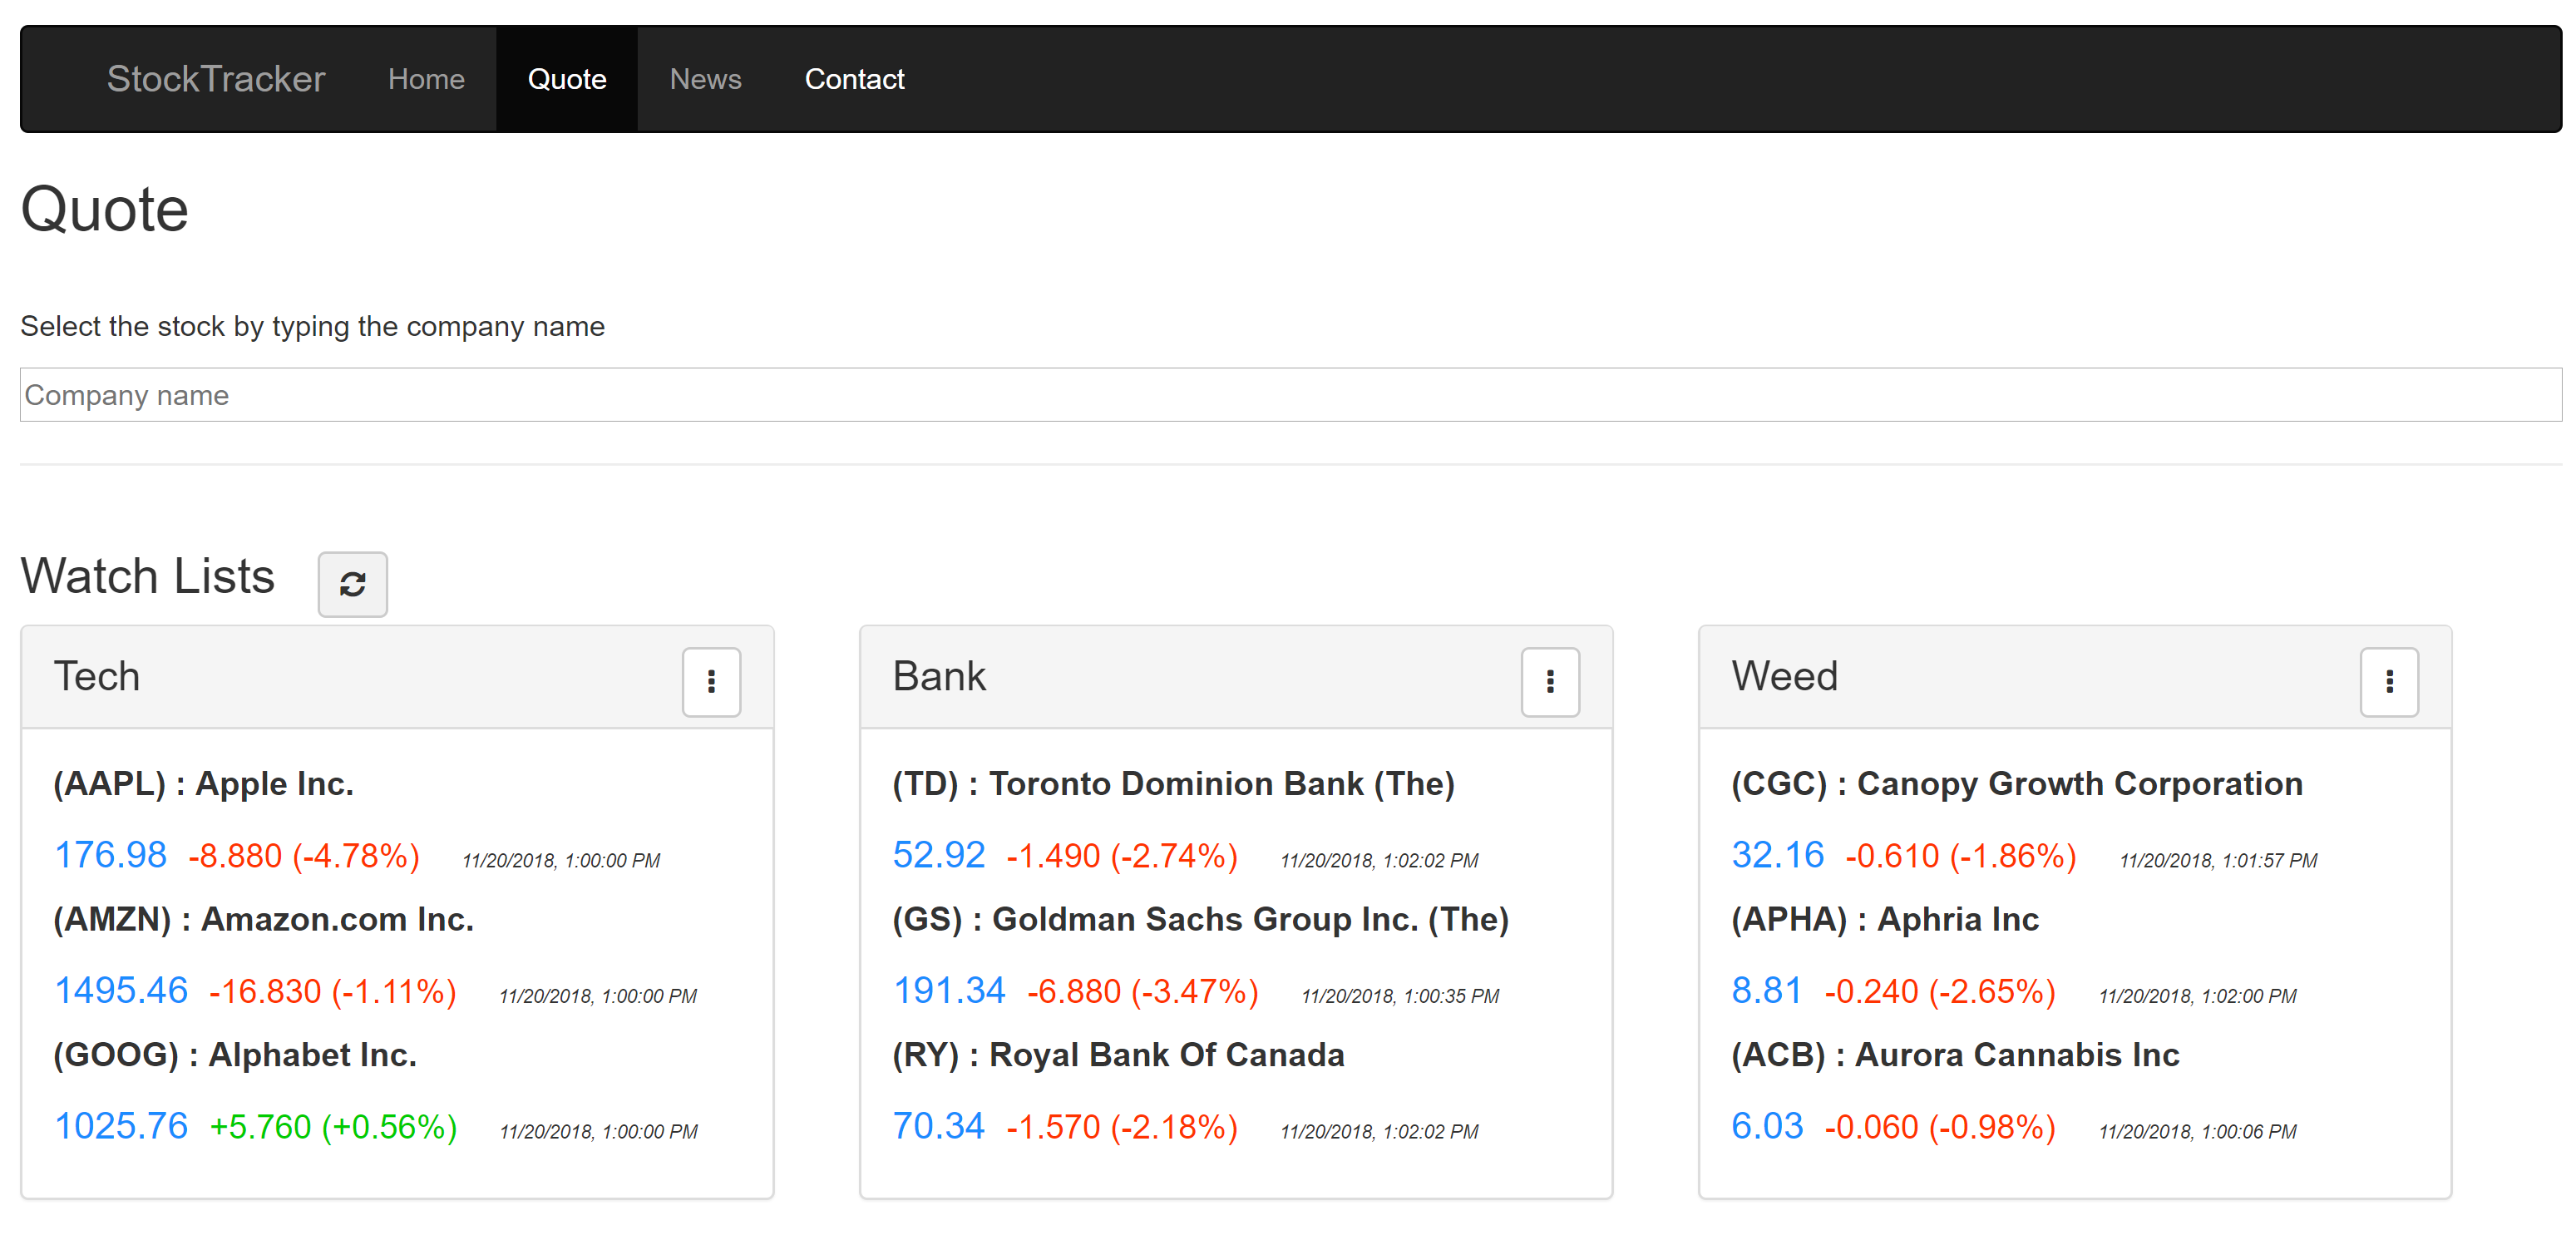 StockTracker Home Quote News Contact
Quote
Select the stock by typing the company name
Company name
Watch Lists
Tech
(AAPL) : Apple Inc.
176.98 -8.880 (-4.78%) 11/20/2018, 1:00:00 PM
(AMZN) : Amazon.com Inc.
1495.46 -16.830 (-1.11%) 11/20/2018, 1:00:00 PM
(GOOG) : Alphabet Inc.
1025.76 +5.760 (+0.56%) 11/20/2018, 1:00:00 PM
Bank
(TD) : Toronto Dominion Bank (The)
52.92 -1.490 (-2.74%) 11/20/2018, 1:02:02 PM
(GS) : Goldman Sachs Group Inc. (The)
191.34 -6.880 (-3.47%) 11/20/2018, 1:00:35 PM
(RY) : Royal Bank Of Canada
70.34 -1.570 (-2.18%) 11/20/2018, 1:02:02 PM
Weed
(CGC) : Canopy Growth Corporation
32.16 -0.610 (-1.86%) 11/20/2018, 1:01:57 PM
(APHA) : Aphria Inc
8.81 -0.240 (-2.65%) 11/20/2018, 1:02:00 PM
(ACB) : Aurora Cannabis Inc
6.03 -0.060 (-0.98%) 11/20/2018, 1:00:06 PM